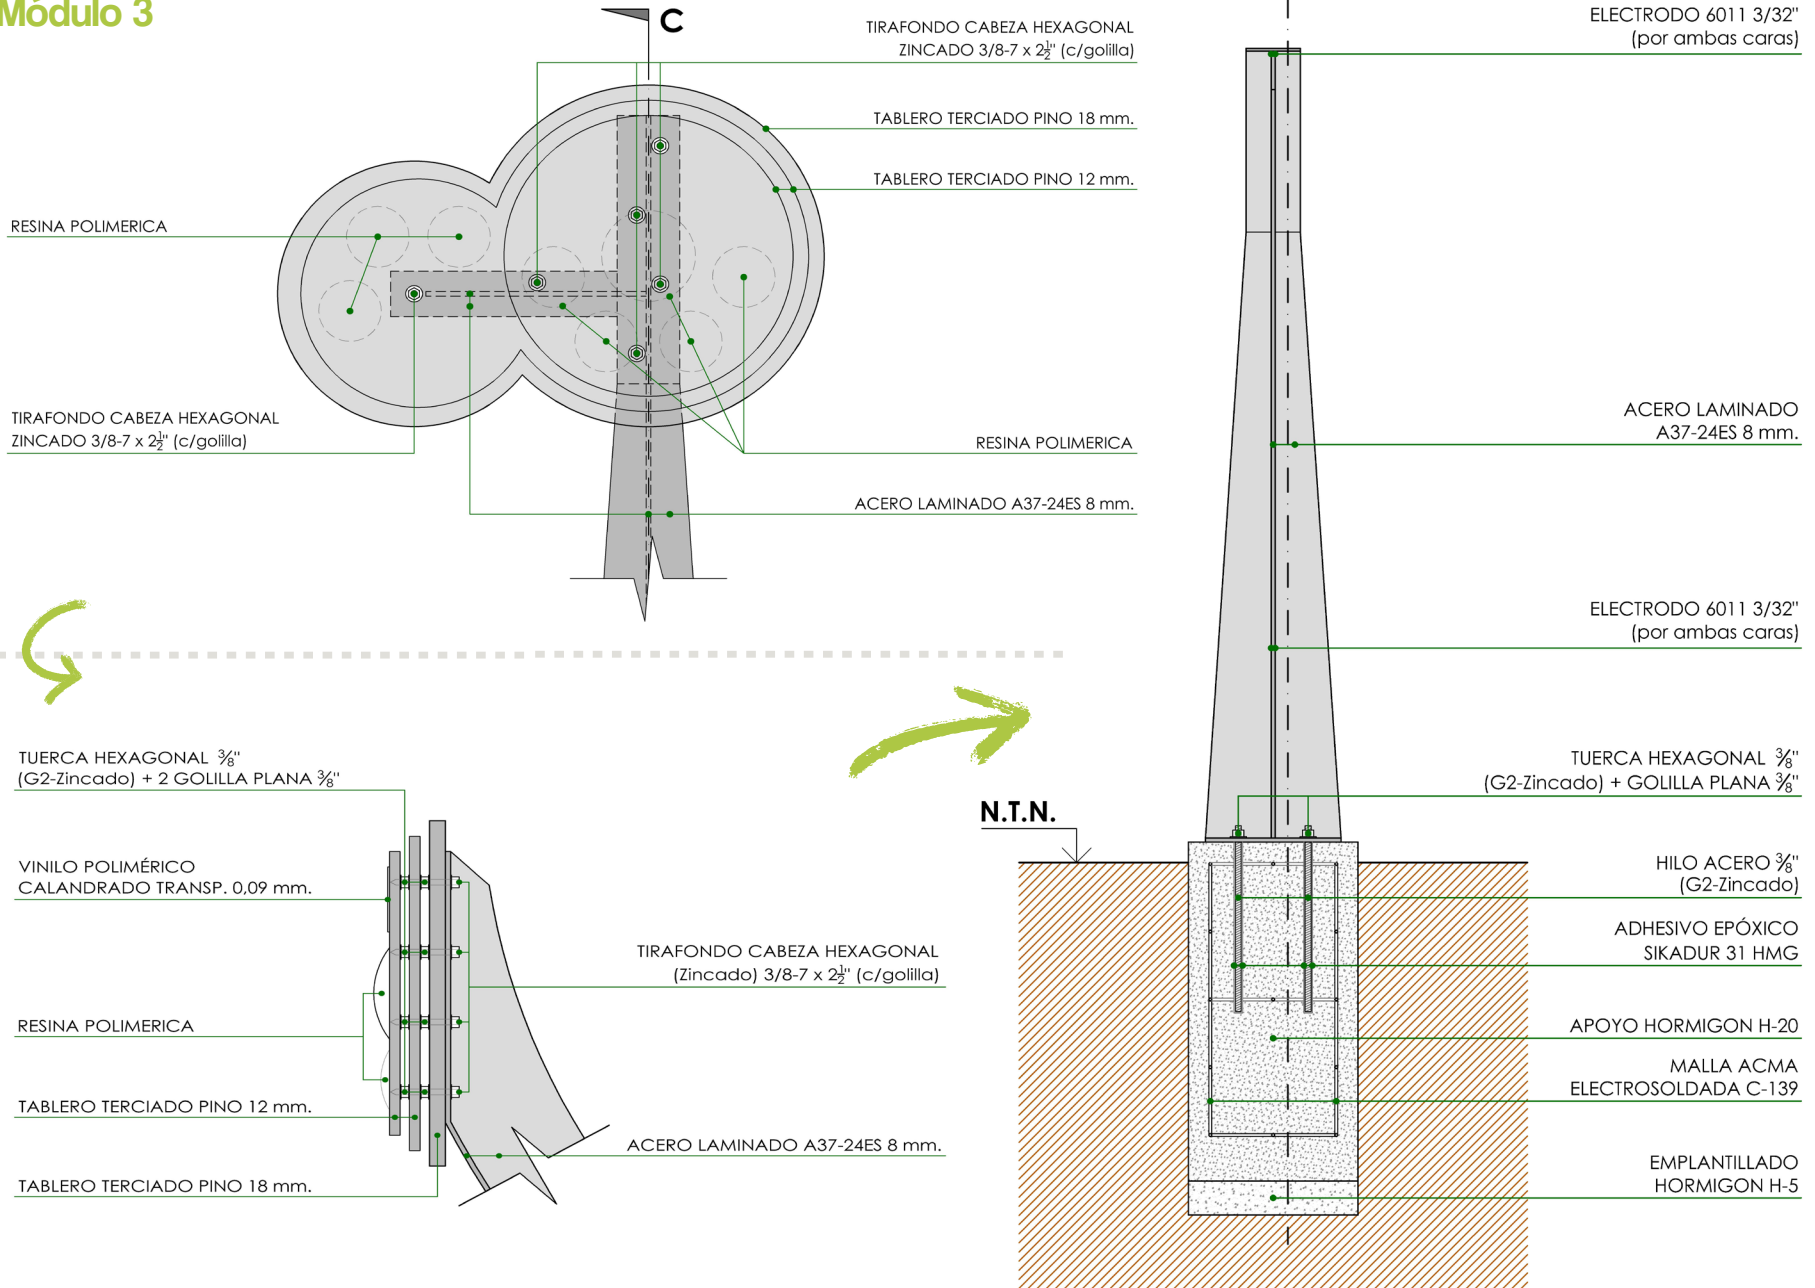 Módulo 3
C
TIRAFONDO CABEZA HEXAGONAL
ZINCADO 3/8-7 x 2½" (c/golilla)
TABLERO TERCIADO PINO 18 mm.
TABLERO TERCIADO PINO 12 mm.
RESINA POLIMERICA
TIRAFONDO CABEZA HEXAGONAL
ZINCADO 3/8-7 x 2½" (c/golilla)
RESINA POLIMERICA
ACERO LAMINADO A37-24ES 8 mm.
TUERCA HEXAGONAL ⅜"
(G2-Zincado) + 2 GOLILLA PLANA ⅜"
VINILO POLIMÉRICO
CALANDRADO TRANSP. 0,09 mm.
RESINA POLIMERICA
TABLERO TERCIADO PINO 12 mm.
TABLERO TERCIADO PINO 18 mm.
TIRAFONDO CABEZA HEXAGONAL
(Zincado) 3/8-7 x 2½" (c/golilla)
ACERO LAMINADO A37-24ES 8 mm.
ELECTRODO 6011 3/32"
(por ambas caras)
ACERO LAMINADO
A37-24ES 8 mm.
ELECTRODO 6011 3/32"
(por ambas caras)
TUERCA HEXAGONAL ⅜"
(G2-Zincado) + GOLILLA PLANA ⅜"
N.T.N.
HILO ACERO ⅜"
(G2-Zincado)
ADHESIVO EPÓXICO
SIKADUR 31 HMG
APOYO HORMIGON H-20
MALLA ACMA
ELECTROSOLDADA C-139
EMPLANTILLADO
HORMIGON H-5